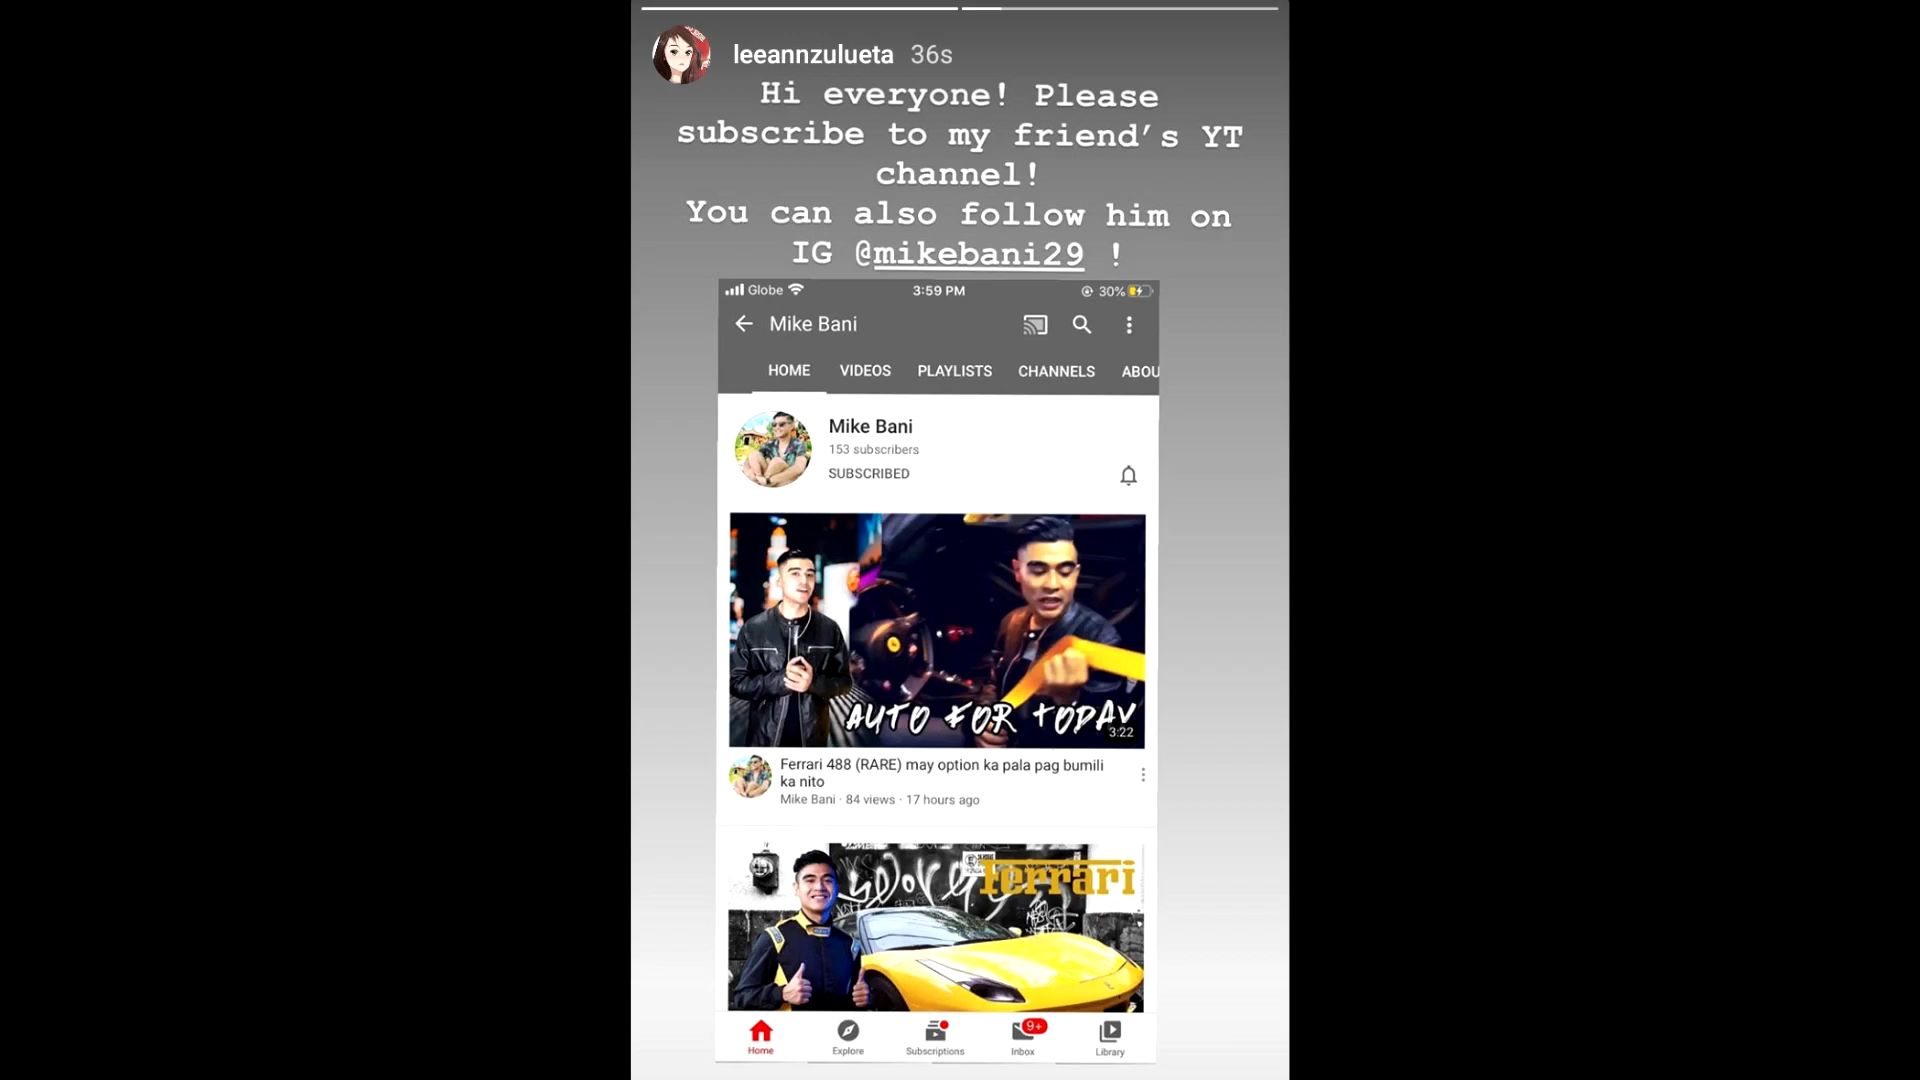 leeannzulueta 36s
Hi everyone! Please
subscribe to my friend's YT
channel!
You can also follow him on
IG @mikebani29 !
Globe 3:59 PM 30%
Mike Bani
HOME VIDEOS PLAYLISTS CHANNELS ABOU
Mike Bani
153 subscribers
SUBSCRIBED
AUTO FOR TODAY
3:22
Ferrari 488 (RARE) may option ka pala pag bumili
ka nito
Mike Bani · 84 views · 17 hours ago
Ferrari
9+
Home Explore Subscriptions Inbox Library